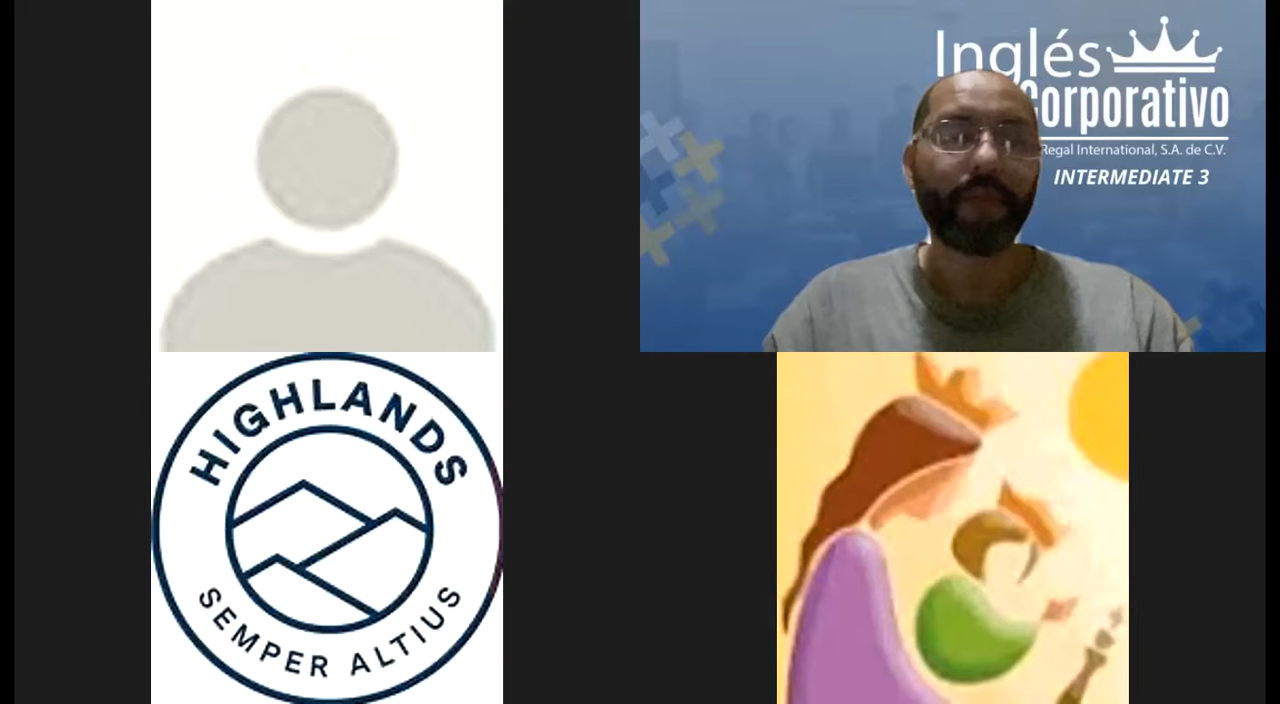 Inglés
Corporativo
Regal International, S.A. de C.V.
INTERMEDIATE 3
HIGHLANDS
SEMPER ALTIUS